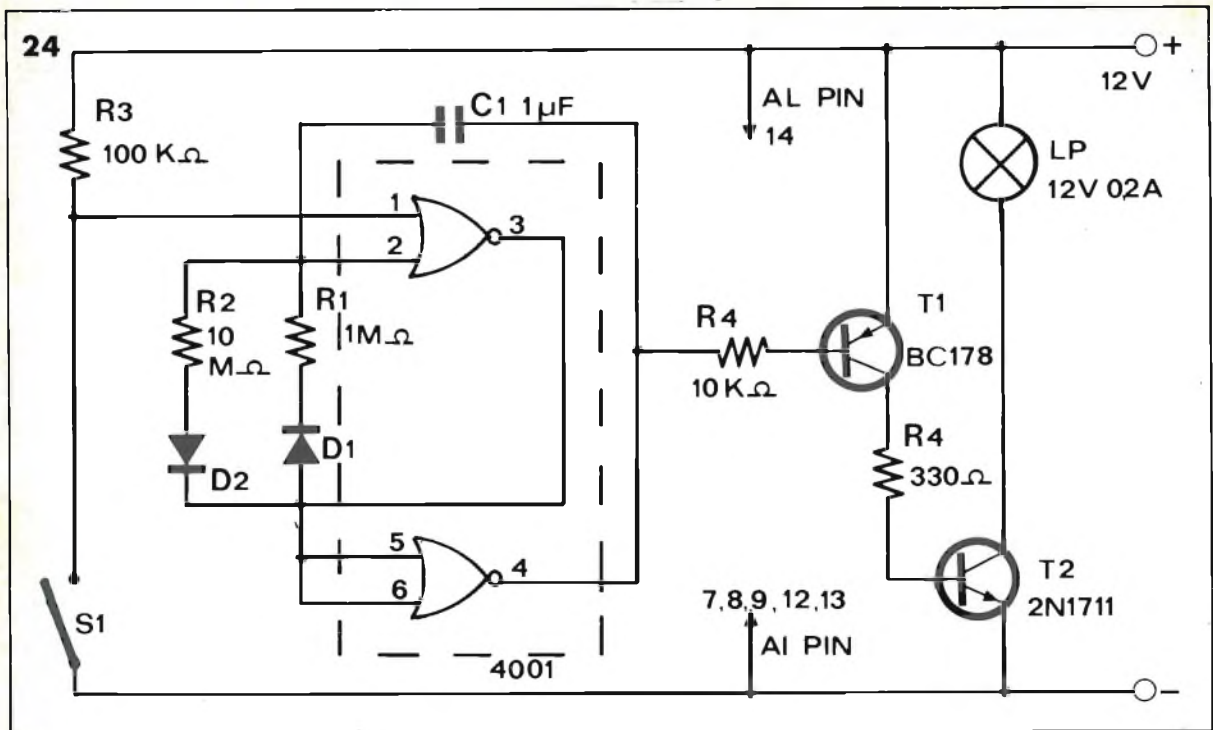 24
+
12V
R3
100 KΩ
C1 1µF
AL PIN
14
LP
12V 0,2A
1
2
3
R2
10
MΩ
R1
1MΩ
D2
D1
R4
10KΩ
T1
BC178
R4
330Ω
5
6
4
4001
S1
7,8,9,12,13
AI PIN
T2
2N1711
−